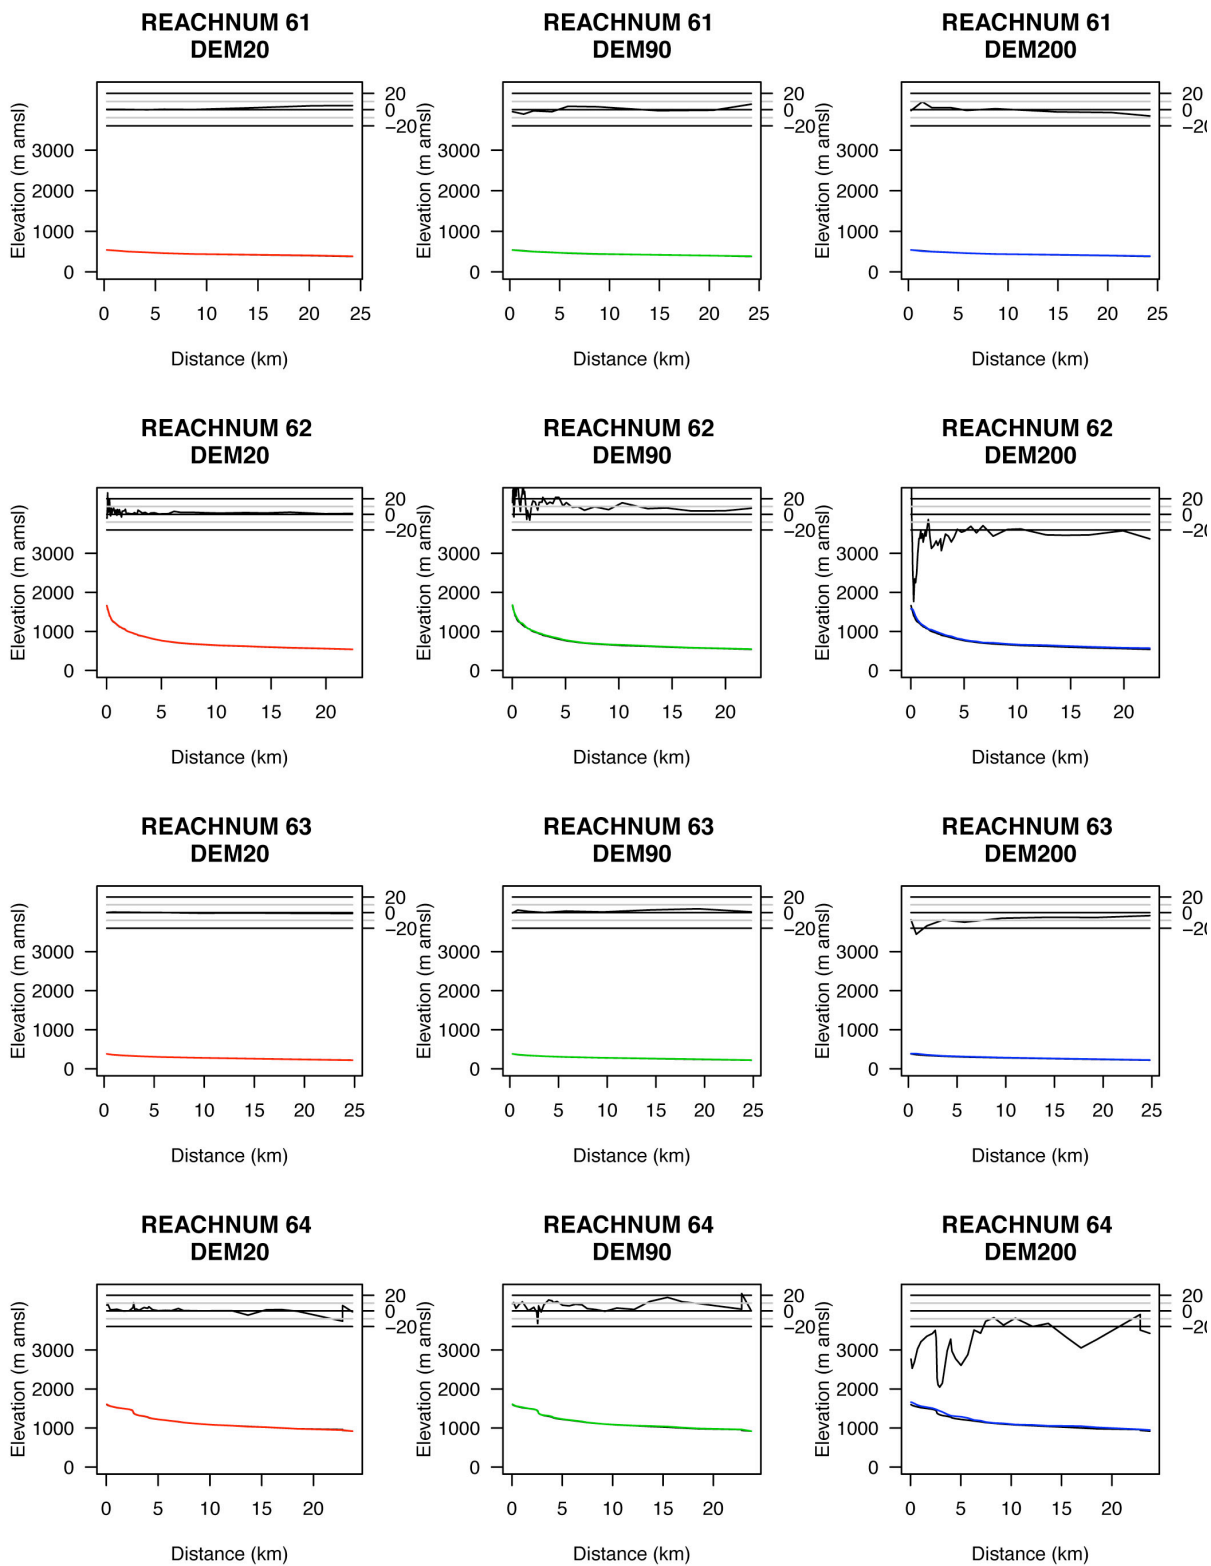 REACHNUM 61
DEM20
Elevation (m amsl)
3000
2000
1000
0
20
0
−20
0 5 10 15 20 25
Distance (km)
REACHNUM 61
DEM90
Elevation (m amsl)
3000
2000
1000
0
20
0
−20
0 5 10 15 20 25
Distance (km)
REACHNUM 61
DEM200
Elevation (m amsl)
3000
2000
1000
0
20
0
−20
0 5 10 15 20 25
Distance (km)
REACHNUM 62
DEM20
Elevation (m amsl)
3000
2000
1000
0
20
0
−20
0 5 10 15 20
Distance (km)
REACHNUM 62
DEM90
Elevation (m amsl)
3000
2000
1000
0
20
0
−20
0 5 10 15 20
Distance (km)
REACHNUM 62
DEM200
Elevation (m amsl)
3000
2000
1000
0
20
0
−20
0 5 10 15 20
Distance (km)
REACHNUM 63
DEM20
Elevation (m amsl)
3000
2000
1000
0
20
0
−20
0 5 10 15 20 25
Distance (km)
REACHNUM 63
DEM90
Elevation (m amsl)
3000
2000
1000
0
20
0
−20
0 5 10 15 20 25
Distance (km)
REACHNUM 63
DEM200
Elevation (m amsl)
3000
2000
1000
0
20
0
−20
0 5 10 15 20 25
Distance (km)
REACHNUM 64
DEM20
Elevation (m amsl)
3000
2000
1000
0
20
0
−20
0 5 10 15 20
Distance (km)
REACHNUM 64
DEM90
Elevation (m amsl)
3000
2000
1000
0
20
0
−20
0 5 10 15 20
Distance (km)
REACHNUM 64
DEM200
Elevation (m amsl)
3000
2000
1000
0
20
0
−20
0 5 10 15 20
Distance (km)